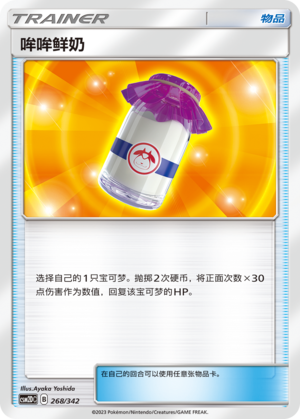 TRAINER 物品
哞哞鲜奶
选择自己的1只宝可梦。抛掷2次硬币，将正面次数×30
点伤害作为数值，回复该宝可梦的HP。
在自己的回合可以使用任意张物品卡。
Illus.Ayaka Yoshida
CSM2DC B 268/342
©2023 Pokémon/Nintendo/Creatures/GAME FREAK.